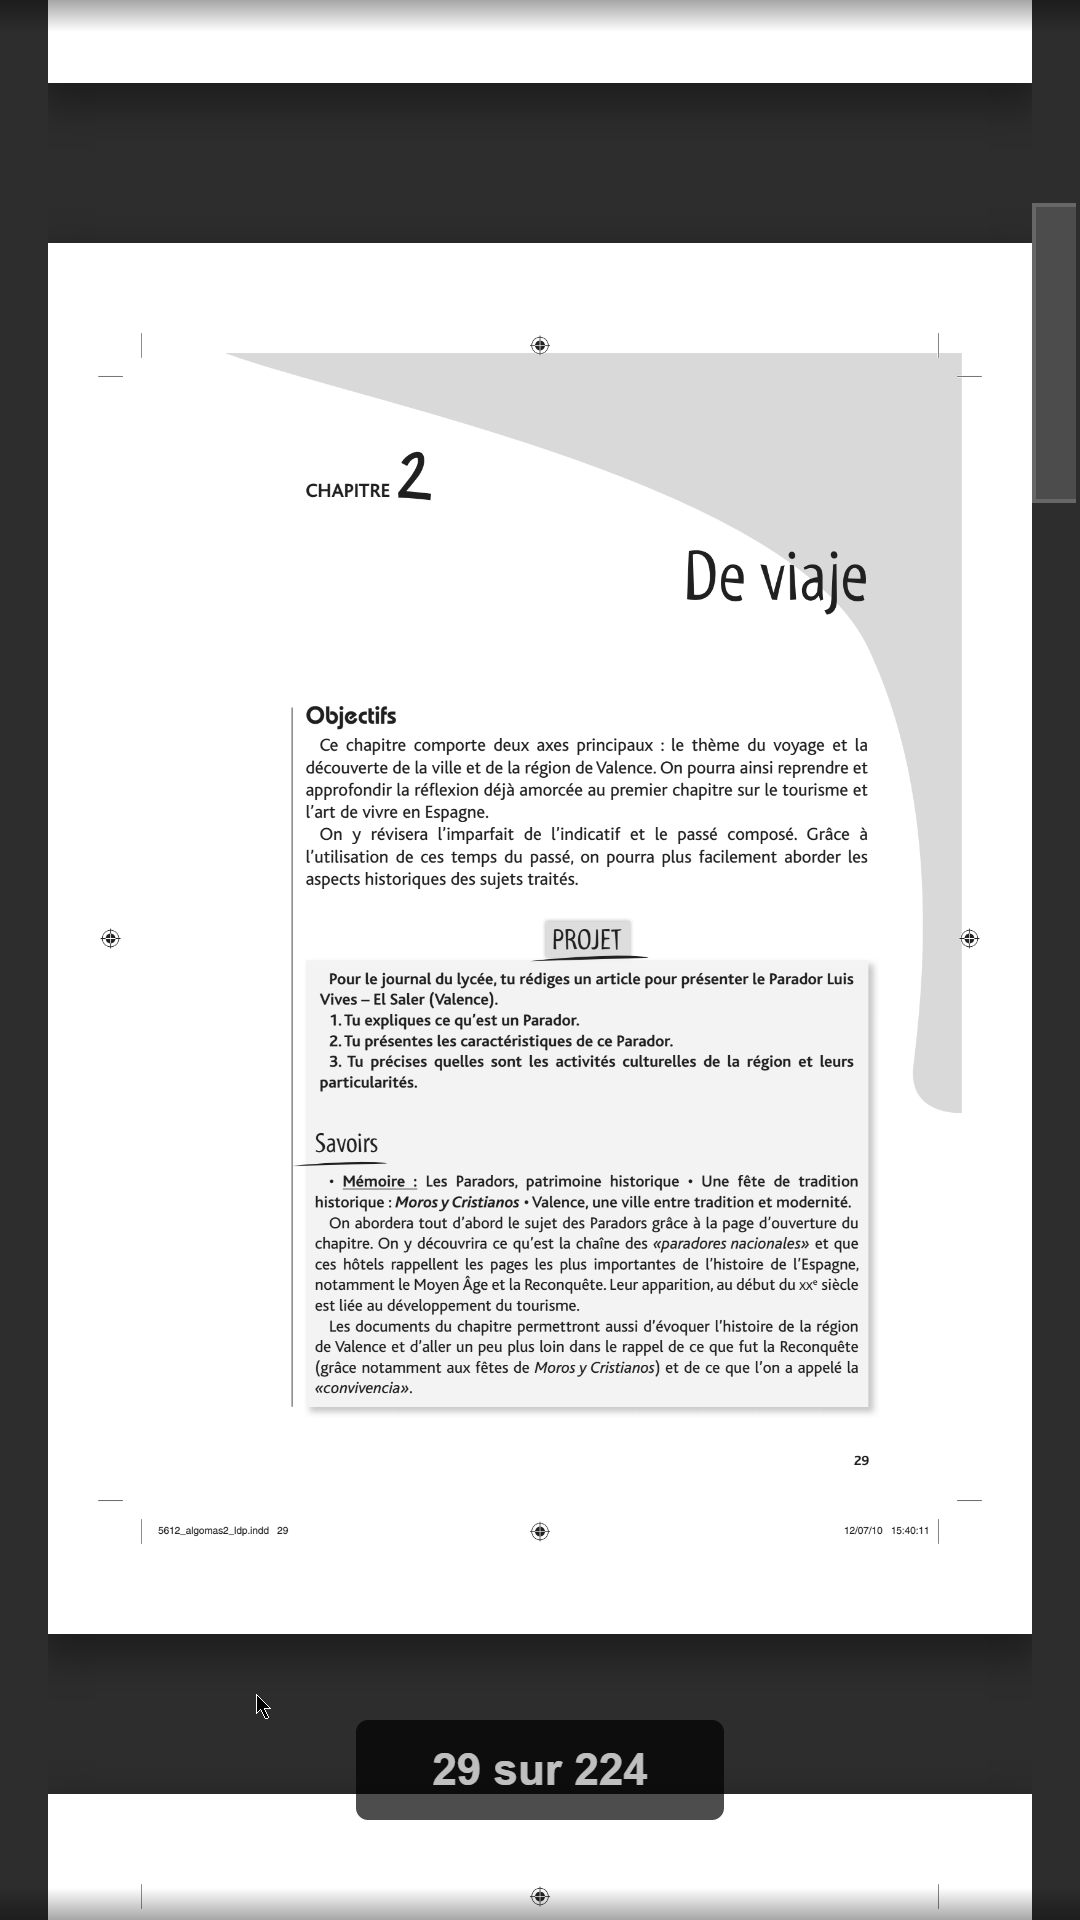 CHAPITRE 2
De viaje
Objectifs
Ce chapitre comporte deux axes principaux : le thème du voyage et la
découverte de la ville et de la région de Valence. On pourra ainsi reprendre et
approfondir la réflexion déjà amorcée au premier chapitre sur le tourisme et
l'art de vivre en Espagne.
On y révisera l'imparfait de l'indicatif et le passé composé. Grâce à
l'utilisation de ces temps du passé, on pourra plus facilement aborder les
aspects historiques des sujets traités.
PROJET
Pour le journal du lycée, tu rédiges un article pour présenter le Parador Luis
Vives – El Saler (Valence).
1. Tu expliques ce qu'est un Parador.
2. Tu présentes les caractéristiques de ce Parador.
3. Tu précises quelles sont les activités culturelles de la région et leurs
particularités.
Savoirs
• Mémoire : Les Paradors, patrimoine historique • Une fête de tradition
historique : Moros y Cristianos • Valence, une ville entre tradition et modernité.
On abordera tout d'abord le sujet des Paradors grâce à la page d'ouverture du
chapitre. On y découvrira ce qu'est la chaîne des «paradores nacionales» et que
ces hôtels rappellent les pages les plus importantes de l'histoire de l'Espagne,
notamment le Moyen Âge et la Reconquête. Leur apparition, au début du XXe siècle
est liée au développement du tourisme.
Les documents du chapitre permettront aussi d'évoquer l'histoire de la région
de Valence et d'aller un peu plus loin dans le rappel de ce que fut la Reconquête
(grâce notamment aux fêtes de Moros y Cristianos) et de ce que l'on a appelé la
«convivencia».
29
5612_algomas2_ldp.indd 29 12/07/10 15:40:11
29 sur 224